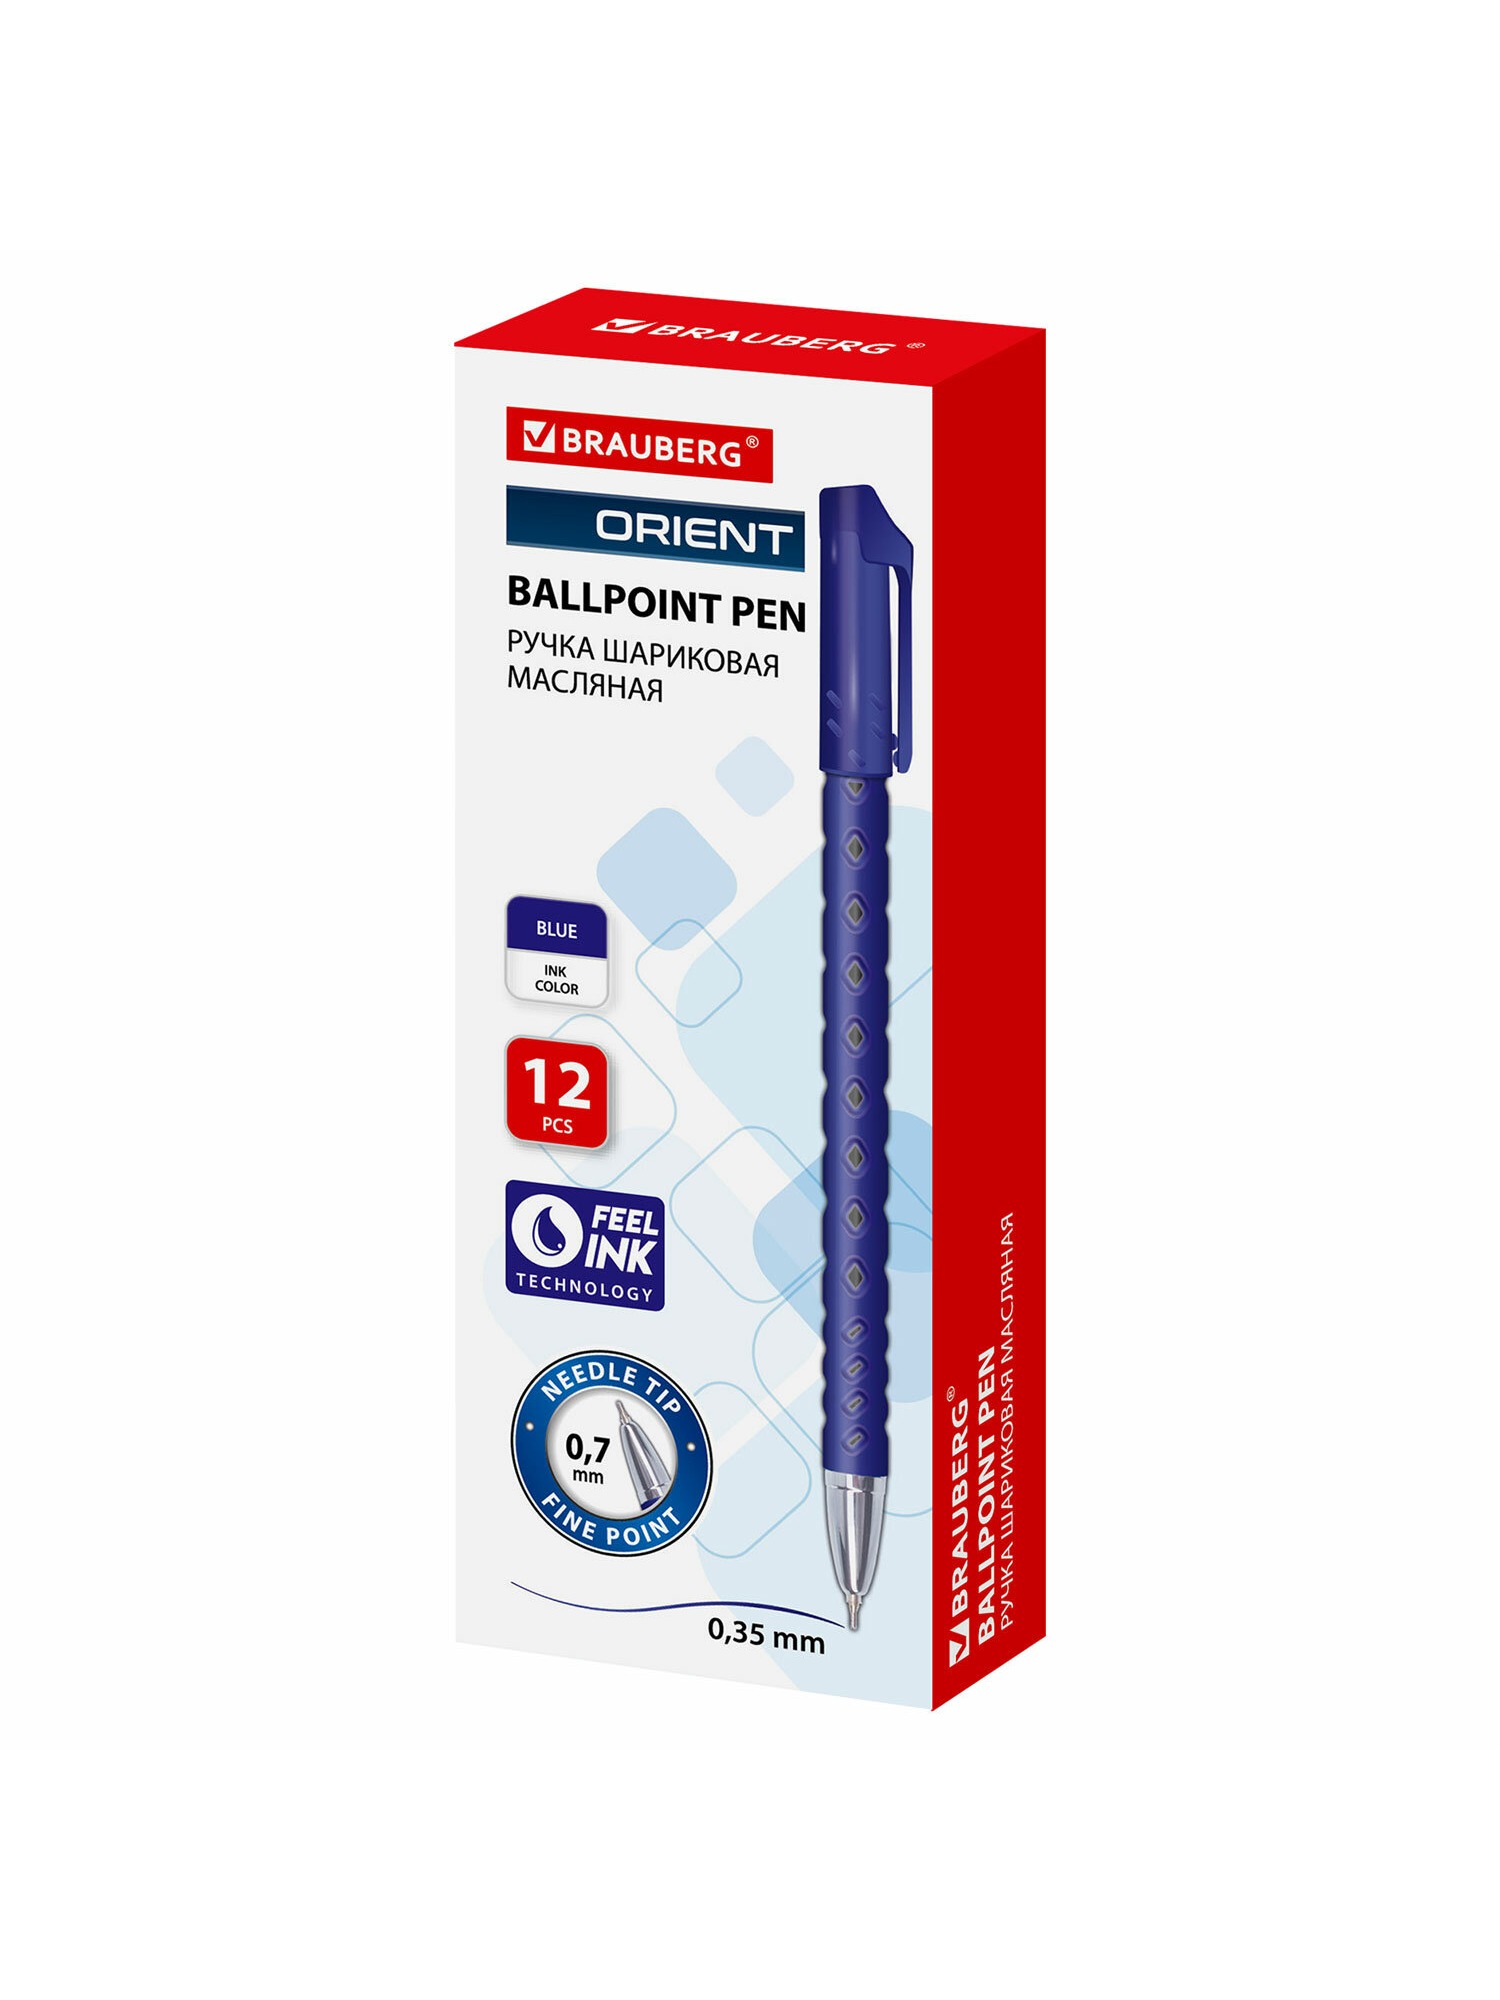 BRAUBERG ®
BRAUBERG®
ORIENT
BALLPOINT PEN
РУЧКА ШАРИКОВАЯ
МАСЛЯНАЯ
BLUE
INK
COLOR
12
PCS
FEEL
INK
TECHNOLOGY
NEEDLE TIP
0,7
mm
FINE POINT
0,35 mm
BRAUBERG®
BALLPOINT PEN
РУЧКА ШАРИКОВАЯ МАСЛЯНАЯ